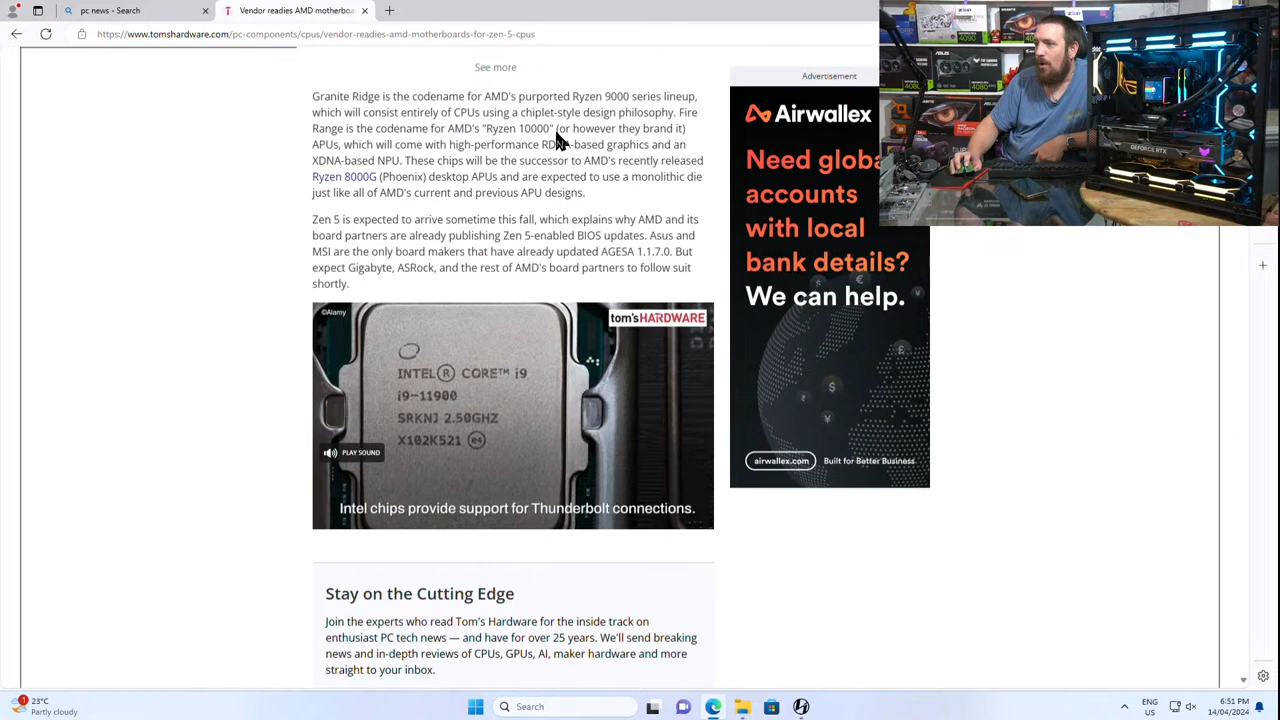 pc news - Search
Vendor readies AMD motherboa
https://www.tomshardware.com/pc-components/cpus/vendor-readies-amd-motherboards-for-zen-5-cpus
See more
Granite Ridge is the codename for AMD's purported Ryzen 9000 series lineup,
which will consist entirely of CPUs using a chiplet-style design philosophy. Fire
Range is the codename for AMD's "Ryzen 10000" (or however they brand it)
APUs, which will come with high-performance RDNA-based graphics and an
XDNA-based NPU. These APUs will be the successor to AMD's recently released
Ryzen 8000G (Phoenix) desktop APUs and are expected to use a monolithic die
just like all of AMD's current and previous APU designs.
Zen 5 is expected to arrive sometime this fall, which explains why AMD and its
board partners are already publishing Zen 5-enabled BIOS updates. Asus and
MSI are the only board makers that have already updated AGESA 1.1.7.0. But
expect Gigabyte, ASRock, and the rest of AMD's board partners to follow suit
shortly.
©Alamy
tom'sHARDWARE
INTEL® CORE™ i9
i9-11900
SRKNJ 2.50GHZ
X102K521 e4
PLAY SOUND
Intel chips provide support for Thunderbolt connections.
Stay on the Cutting Edge
Join the experts who read Tom's Hardware for the inside track on
enthusiast PC tech news — and have for over 25 years. We'll send breaking
news and in-depth reviews of CPUs, GPUs, AI, maker hardware and more
straight to your inbox.
Advertisement
Airwallex
Need globa
accounts
with local
bank details?
We can help.
airwallex.com
Built for Better Business
GEFORCE RTX
4090
4080
1
23°C
Partly cloudy
Search
ENG
US
6:51 PM
14/04/2024